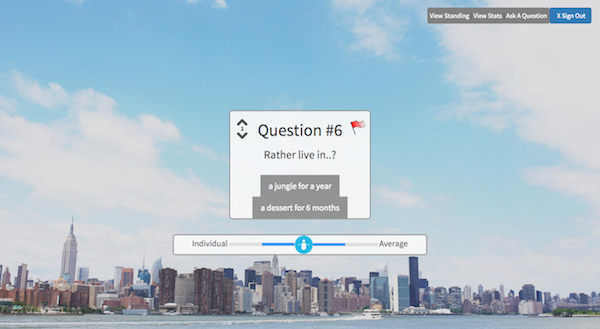 View Standing View Stats Ask A Question X Sign Out
1
Question #6
Rather live in..?
a jungle for a year
a dessert for 6 months
Individual Average